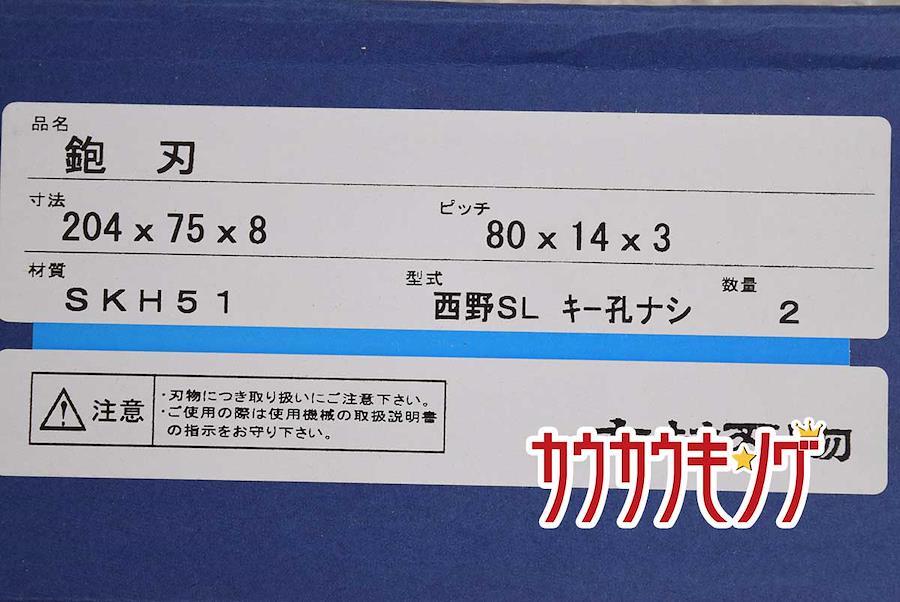 品名
鉋 刃
寸法
204 x 75 x 8
ピッチ
80 x 14 x 3
材質
SKH51
型式
西野SL キー孔ナシ
数量
2
注意
・刃物につき取り扱いにご注意下さい。
・ご使用の際は使用機械の取扱説明書
の指示をお守り下さい。
カウカウキング